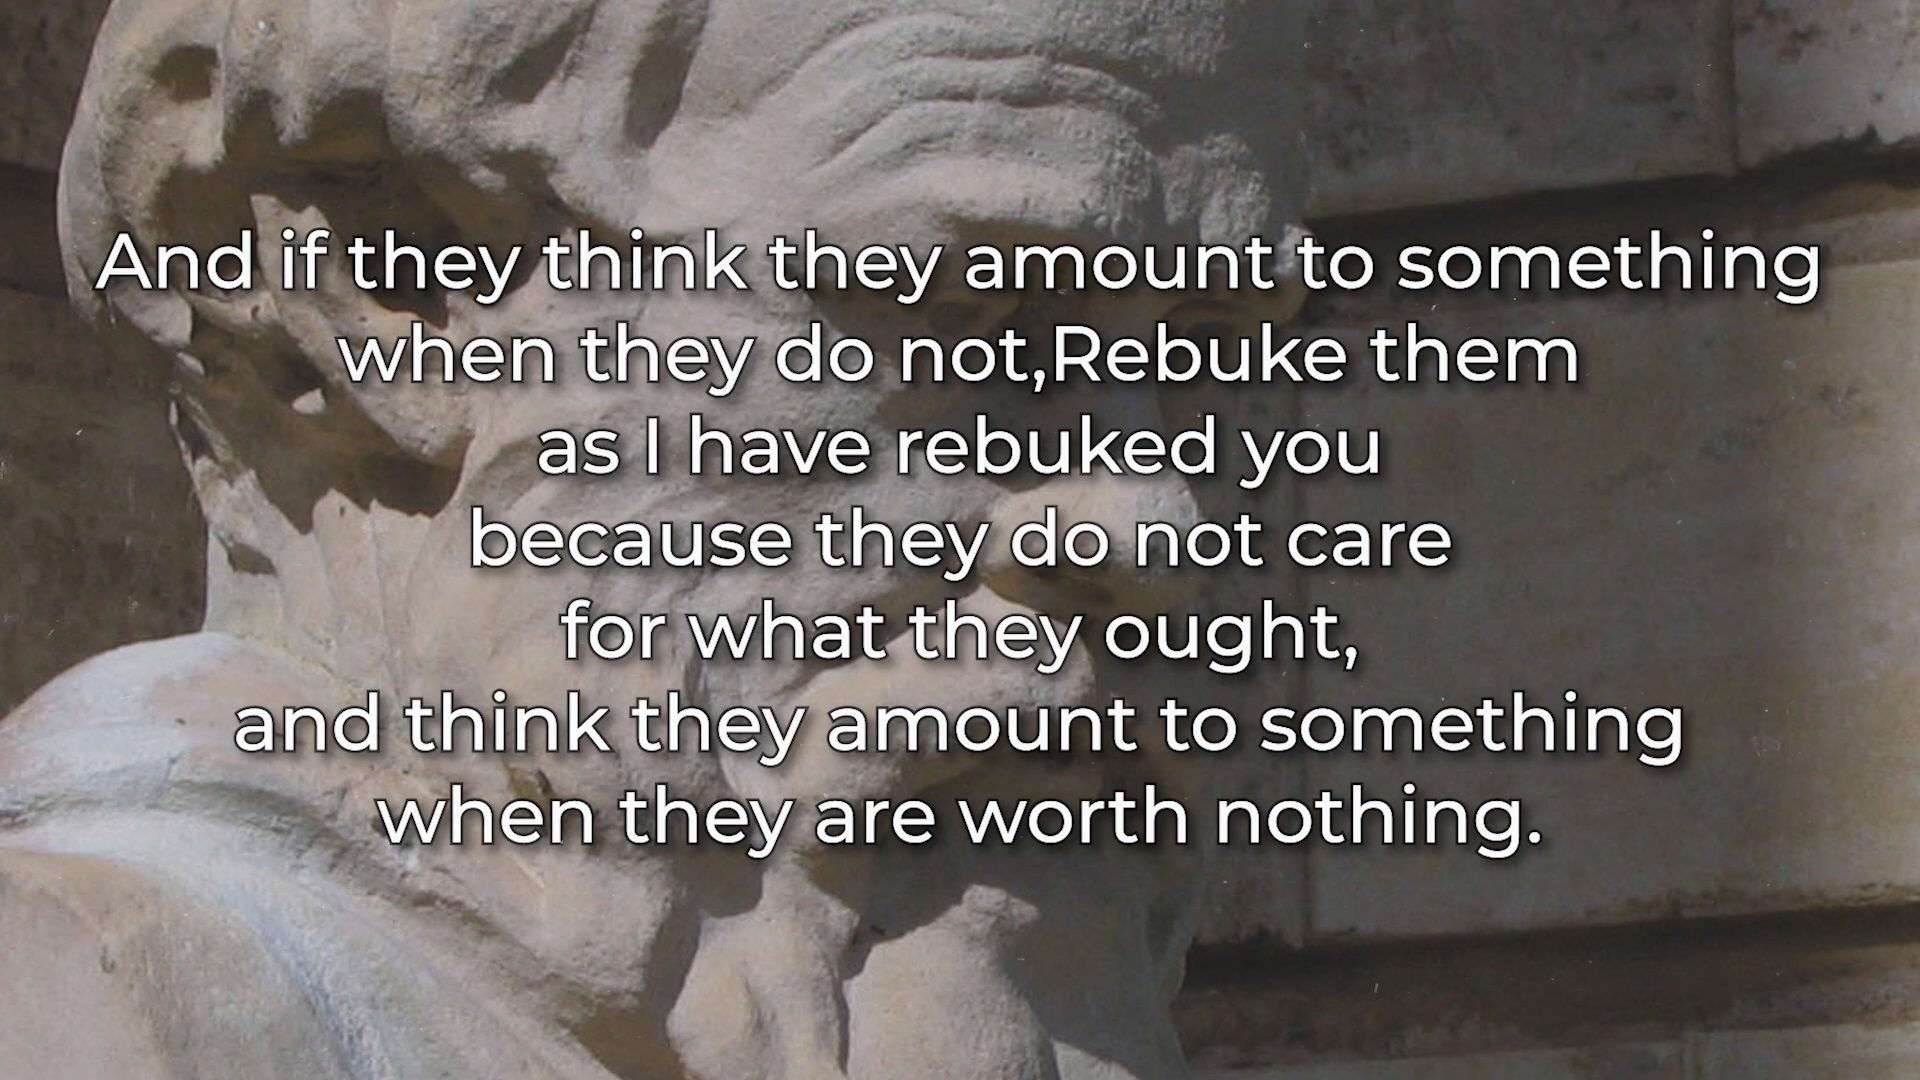 And if they think they amount to something
when they do not,Rebuke them
as I have rebuked you
because they do not care
for what they ought,
and think they amount to something
when they are worth nothing.